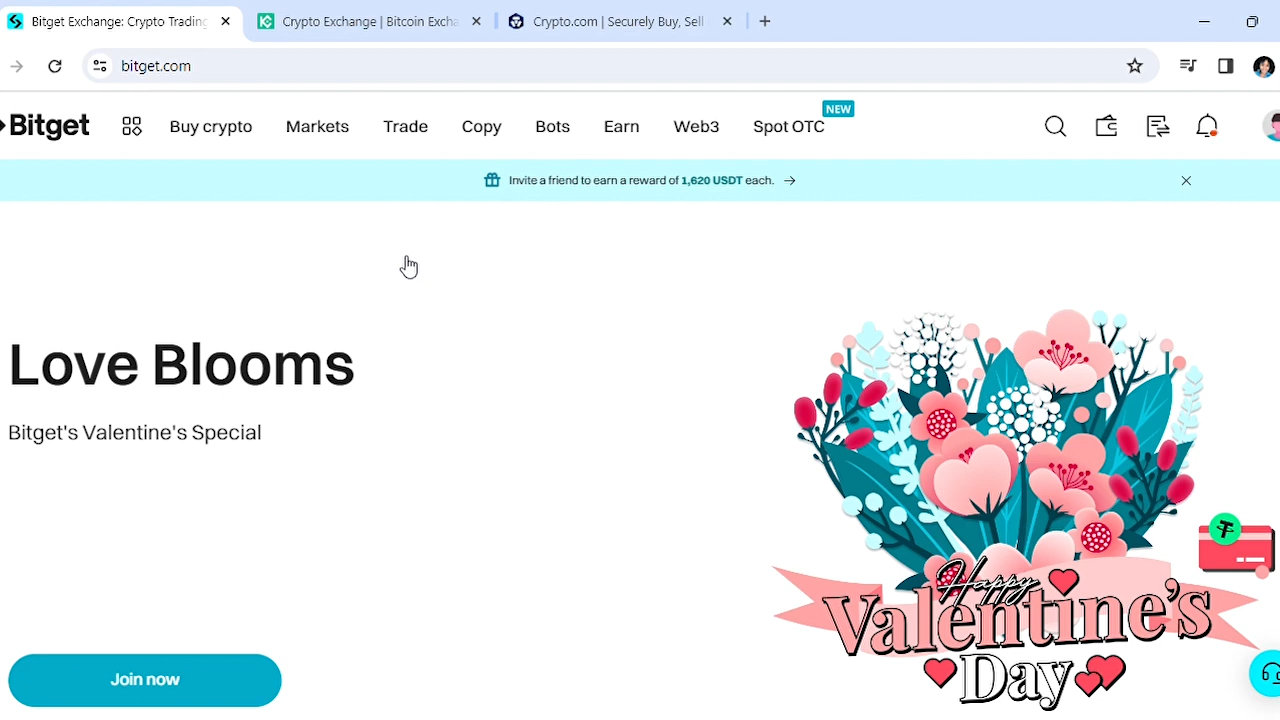 Bitget Exchange: Crypto Trading
Crypto Exchange | Bitcoin Excha
Crypto.com | Securely Buy, Sell
bitget.com
Bitget
Buy crypto
Markets
Trade
Copy
Bots
Earn
Web3
Spot OTC
NEW
Invite a friend to earn a reward of 1,620 USDT each.
Love Blooms
Bitget's Valentine's Special
Join now
Happy
Valentine's
Day